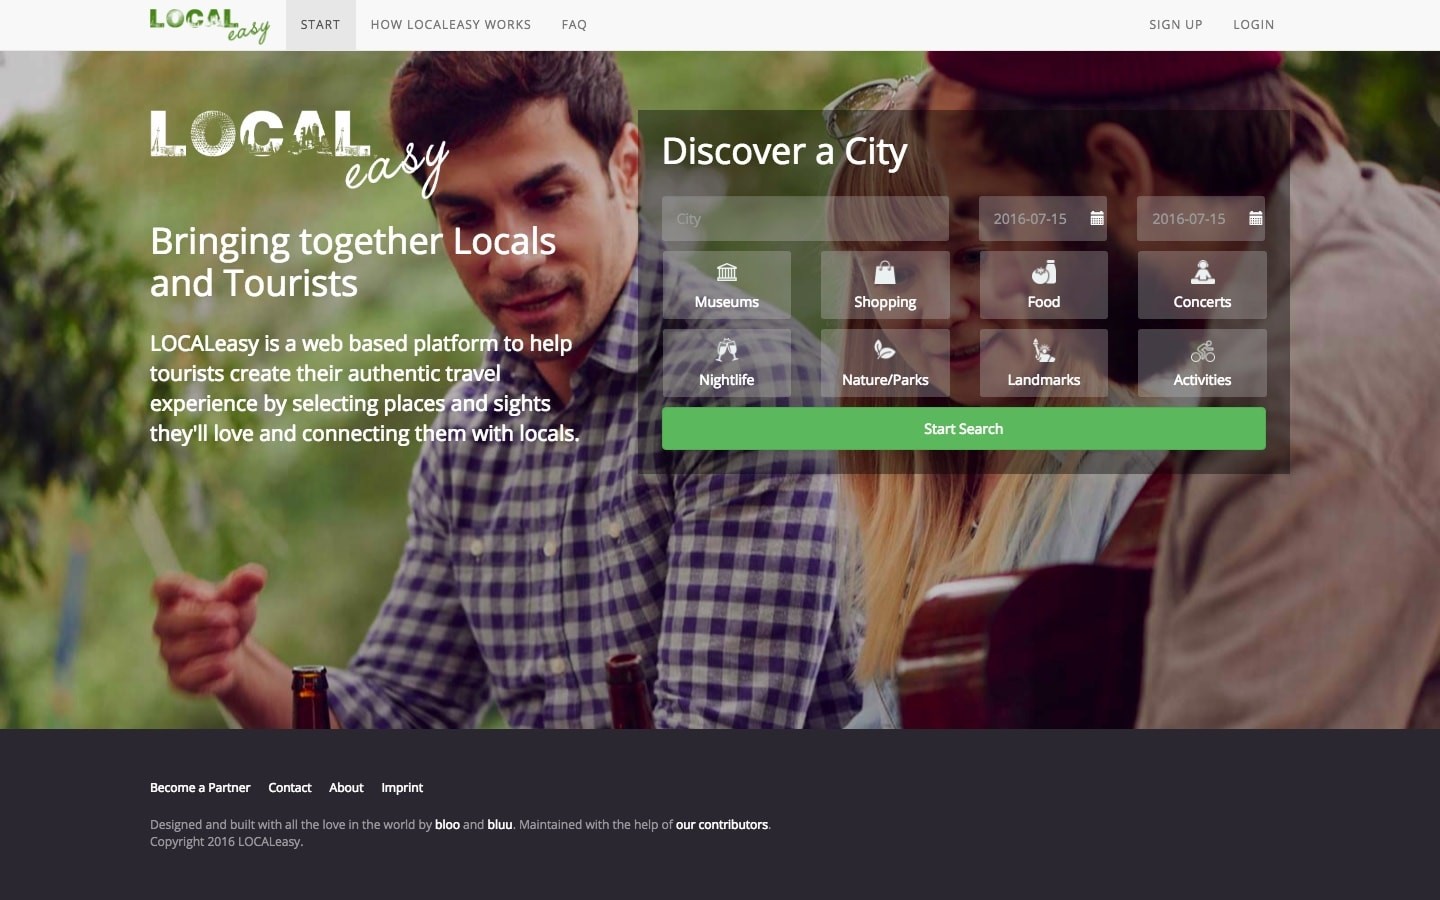 LOCAL easy
START
HOW LOCALEASY WORKS
FAQ
SIGN UP
LOGIN
LOCAL easy
Bringing together Locals
and Tourists
LOCALeasy is a web based platform to help
tourists create their authentic travel
experience by selecting places and sights
they'll love and connecting them with locals.
Discover a City
City
2016-07-15
2016-07-15
Museums
Shopping
Food
Concerts
Nightlife
Nature/Parks
Landmarks
Activities
Start Search
Become a Partner
Contact
About
Imprint
Designed and built with all the love in the world by bloo and bluu. Maintained with the help of our contributors.
Copyright 2016 LOCALeasy.